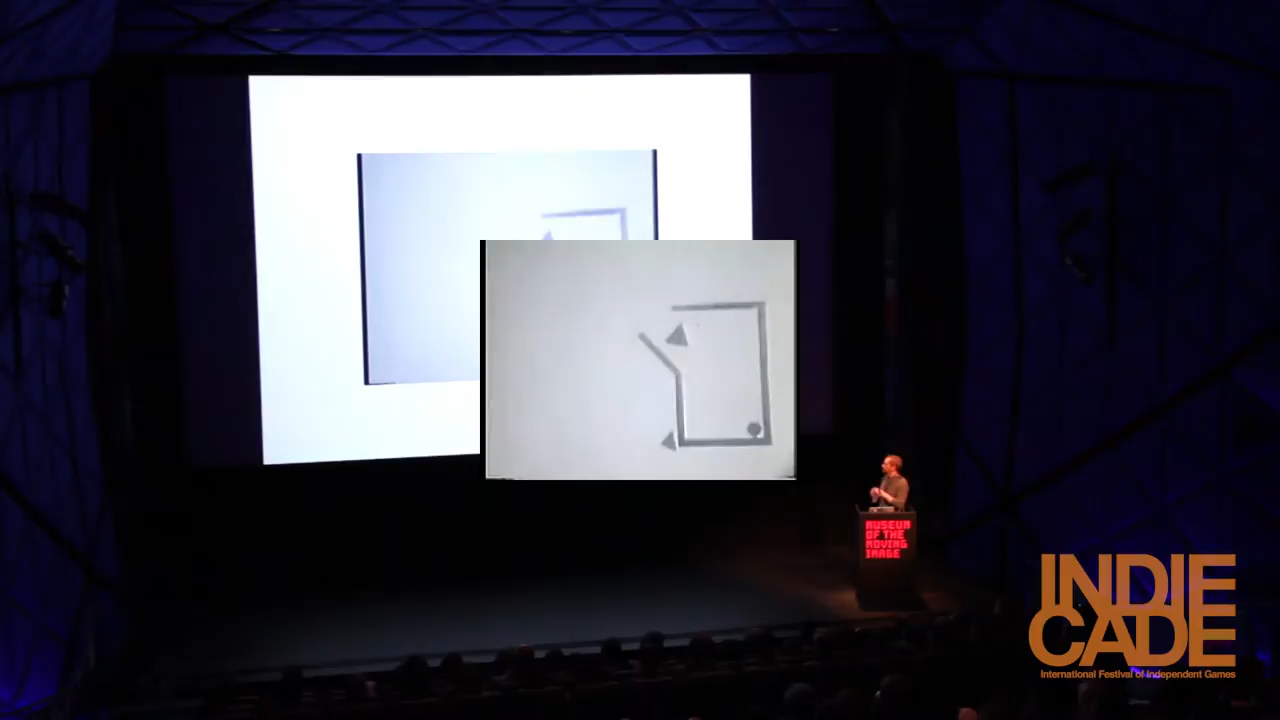 MUSEUM
OF THE
MOVING
IMAGE
INDIE
CADE
International Festival of Independent Games